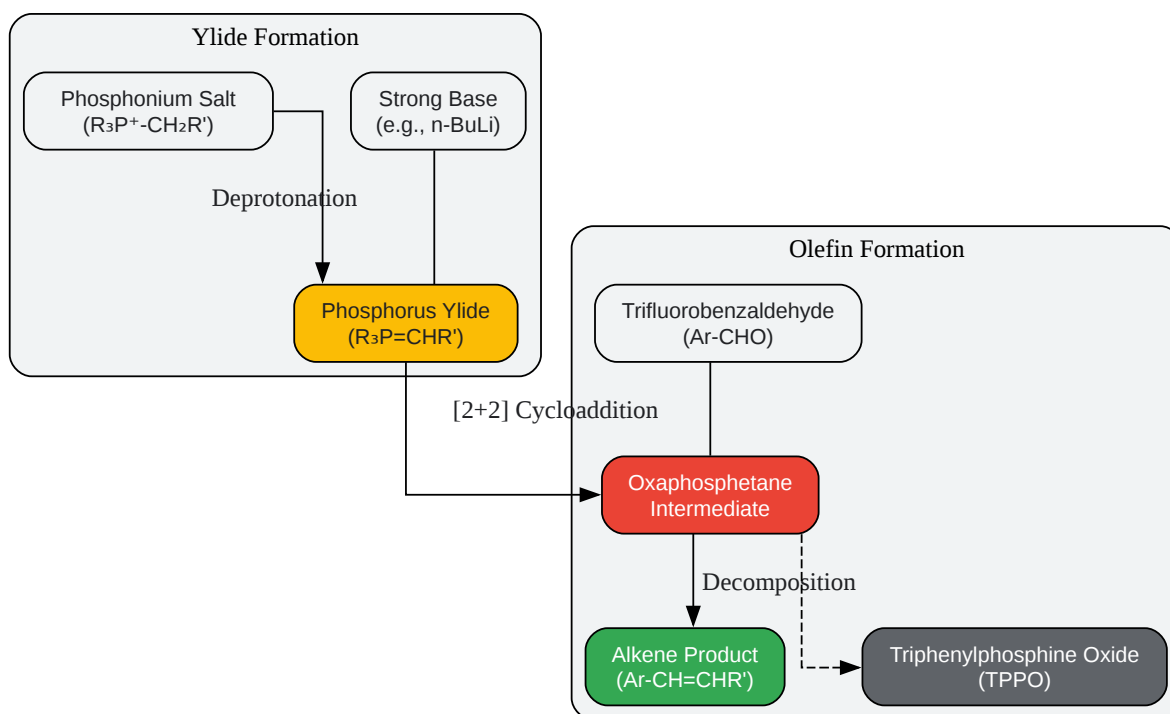 Ylide Formation
Phosphonium Salt
(R₃P⁺-CH₂R')
Strong Base
(e.g., n-BuLi)
Deprotonation
Phosphorus Ylide
(R₃P=CHR')
Olefin Formation
Trifluorobenzaldehyde
(Ar-CHO)
[2+2] Cycloaddition
Oxaphosphetane
Intermediate
Decomposition
Alkene Product
(Ar-CH=CHR')
Triphenylphosphine Oxide
(TPPO)